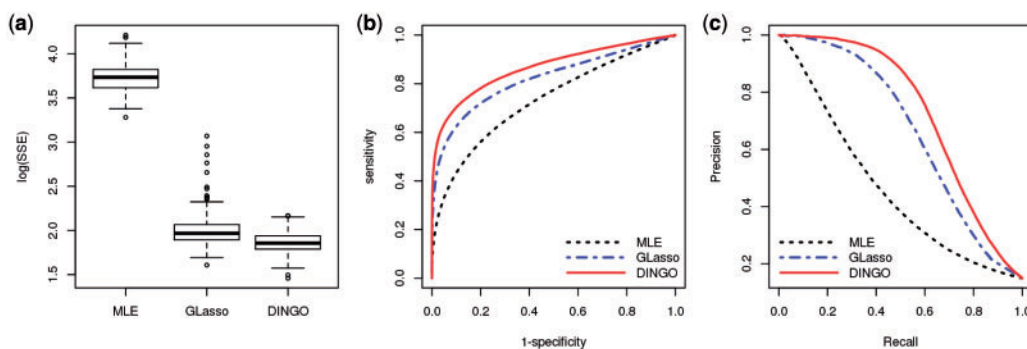 (a)
log(SSE)
4.0
3.5
3.0
2.5
2.0
1.5
MLE GLasso DINGO
(b)
sensitivity
1.0
0.8
0.6
0.4
0.2
0.0
MLE
GLasso
DINGO
0.0 0.2 0.4 0.6 0.8 1.0
1-specificity
(c)
Precision
1.0
0.8
0.6
0.4
0.2
MLE
GLasso
DINGO
0.0 0.2 0.4 0.6 0.8 1.0
Recall